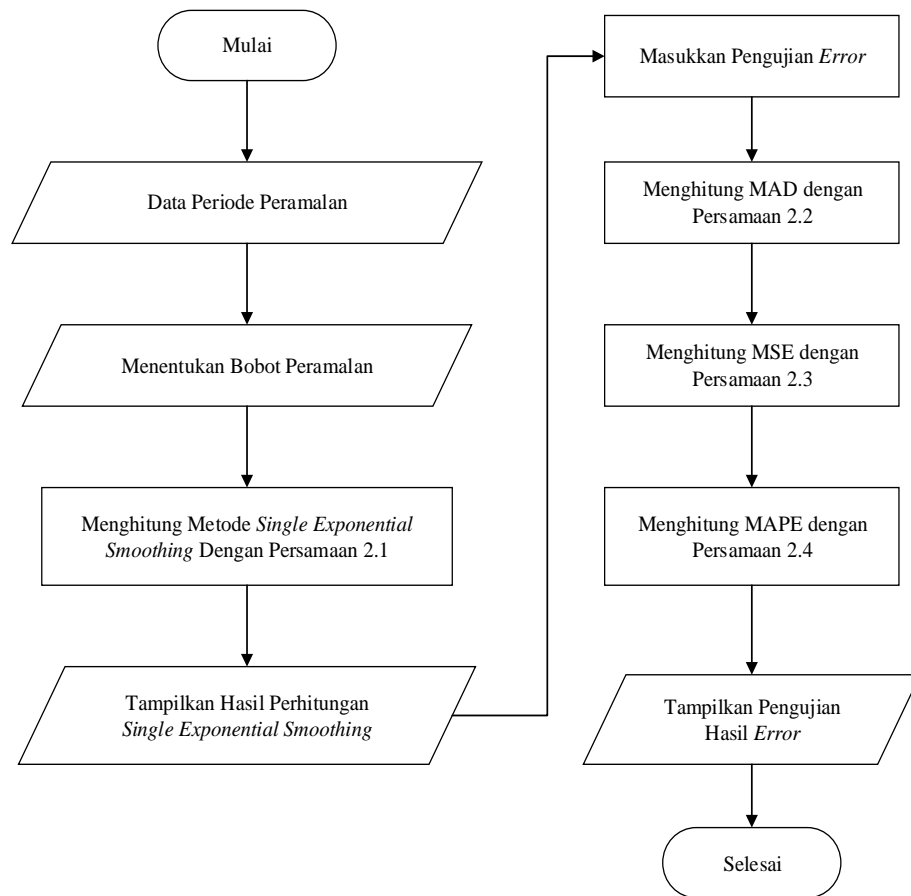 Mulai
Data Periode Peramalan
Menentukan Bobot Peramalan
Menghitung Metode Single Exponential
Smoothing Dengan Persamaan 2.1
Tampilkan Hasil Perhitungan
Single Exponential Smoothing
Masukkan Pengujian Error
Menghitung MAD dengan
Persamaan 2.2
Menghitung MSE dengan
Persamaan 2.3
Menghitung MAPE dengan
Persamaan 2.4
Tampilkan Pengujian
Hasil Error
Selesai